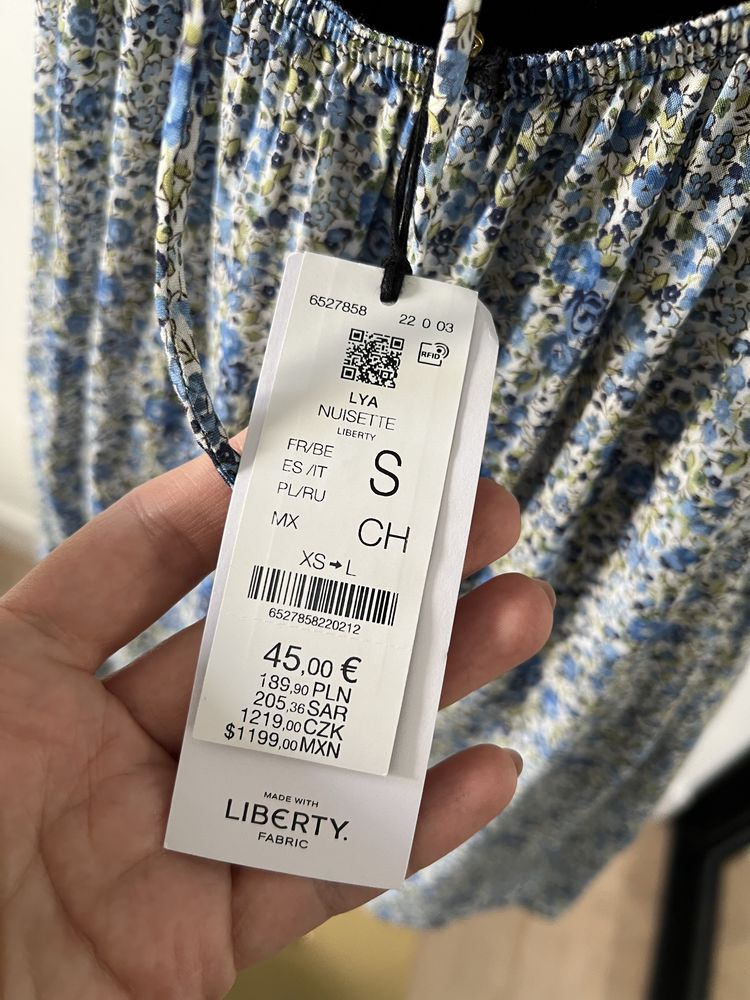 6527858 22 0 03
RFID
LYA
NUISETTE
LIBERTY
FR/BE
ES/IT
PL/RU
S
MX
CH
XS→L
6527858220212
45,00 €
189,90 PLN
205,36 SAR
1219,00 CZK
$1199,00 MXN
MADE WITH
LIBERTY.
FABRIC